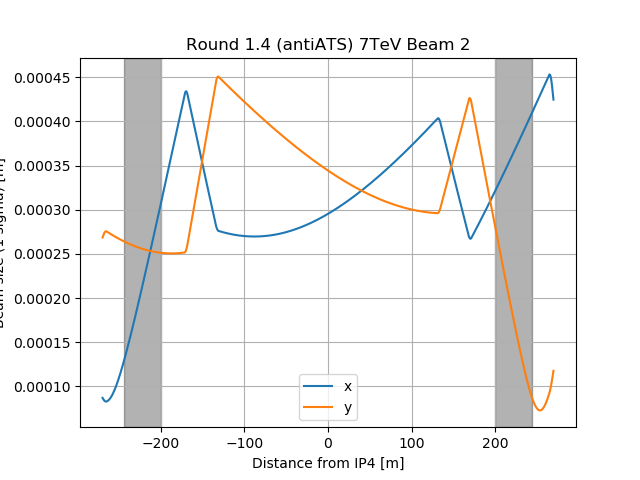 Round 1.4 (antiATS) 7TeV Beam 2
Beam size (1 sigma) [m]
0.00045
0.00040
0.00035
0.00030
0.00025
0.00020
0.00015
0.00010
x
y
−200
−100
0
100
200
Distance from IP4 [m]